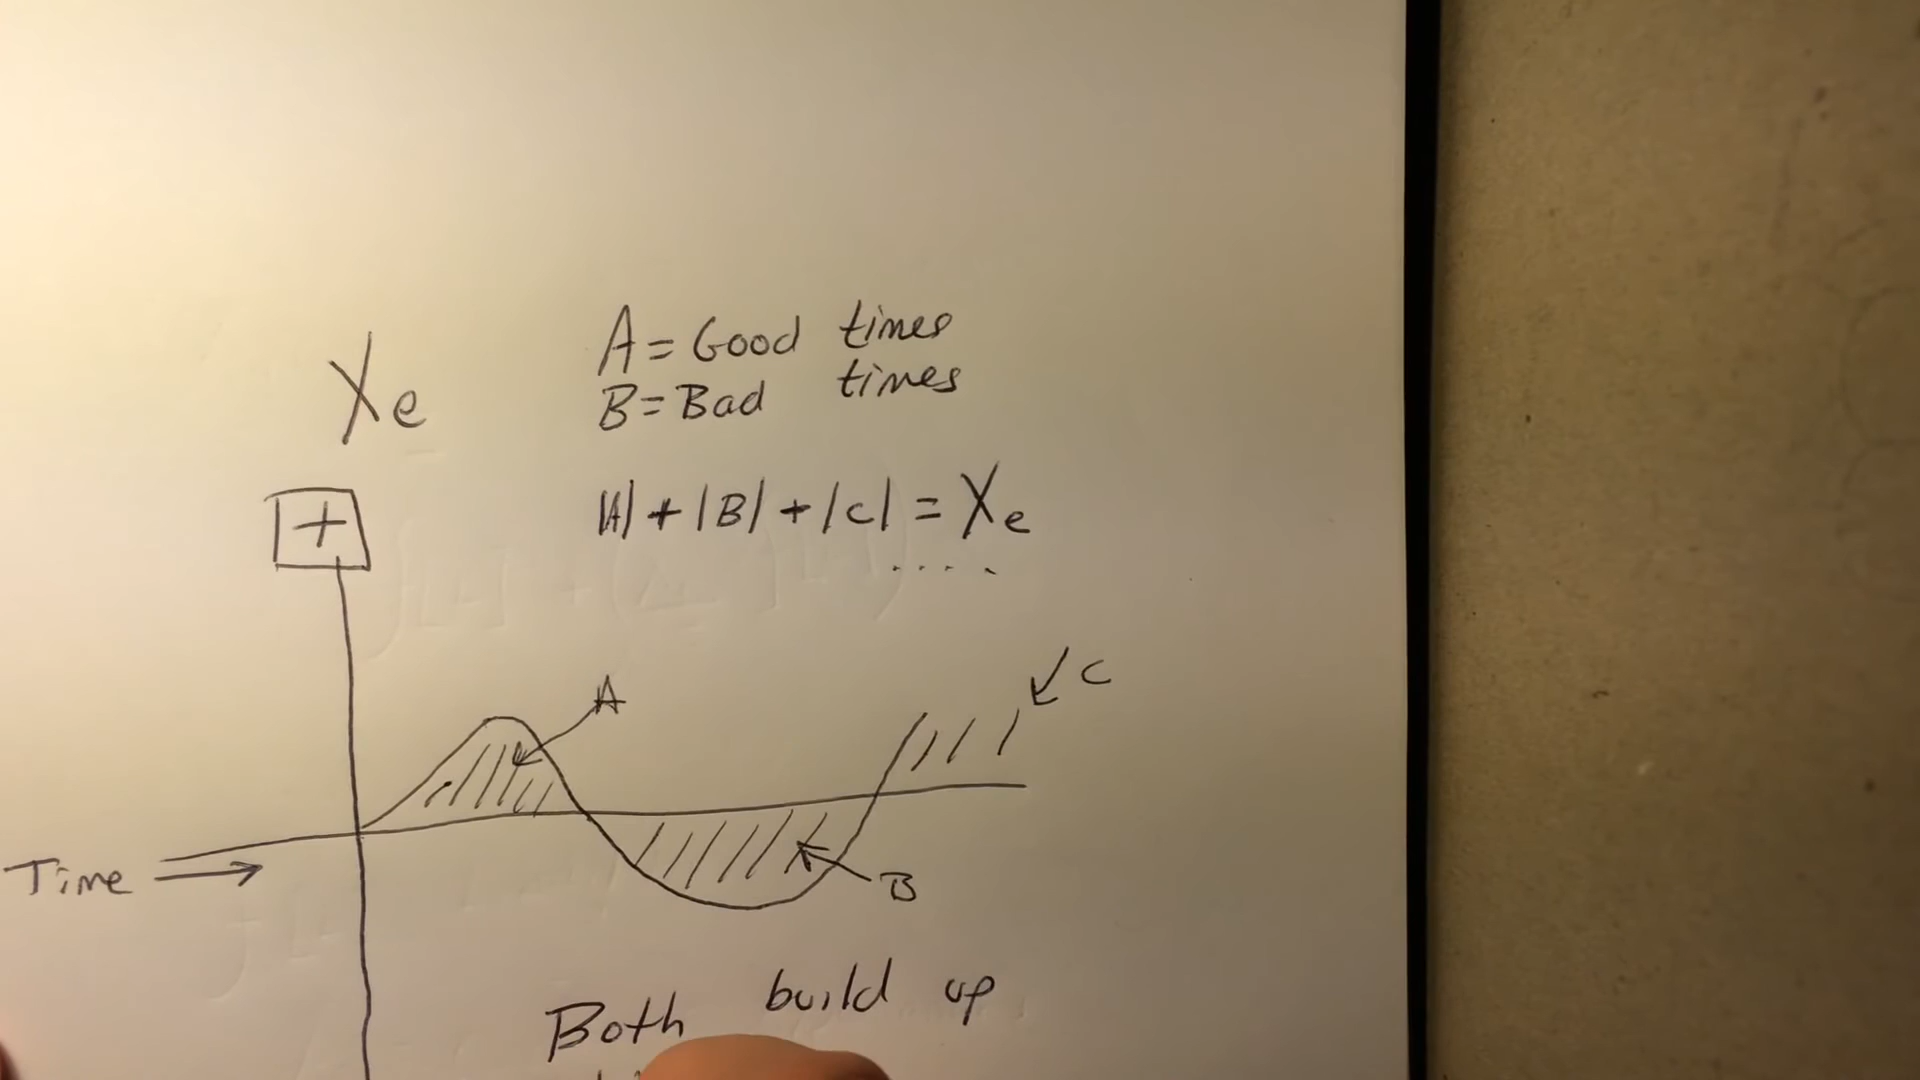 Xe
A = Good times
B = Bad times
|A| + |B| + |C| = Xe
....
+
A
C
Time
B
Both build up